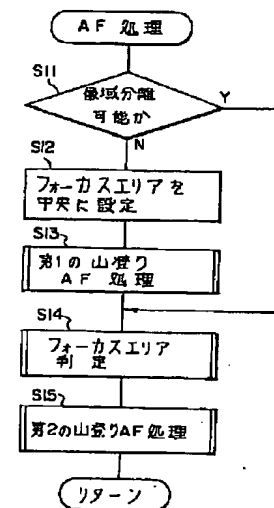 AF 処理
S11
像域分離
可能か
Y
N
S12
フォーカスエリアを
中央に設定
S13
第1の山登り
AF 処理
S14
フォーカスエリア
判定
S15
第2の山登りAF処理
リターン